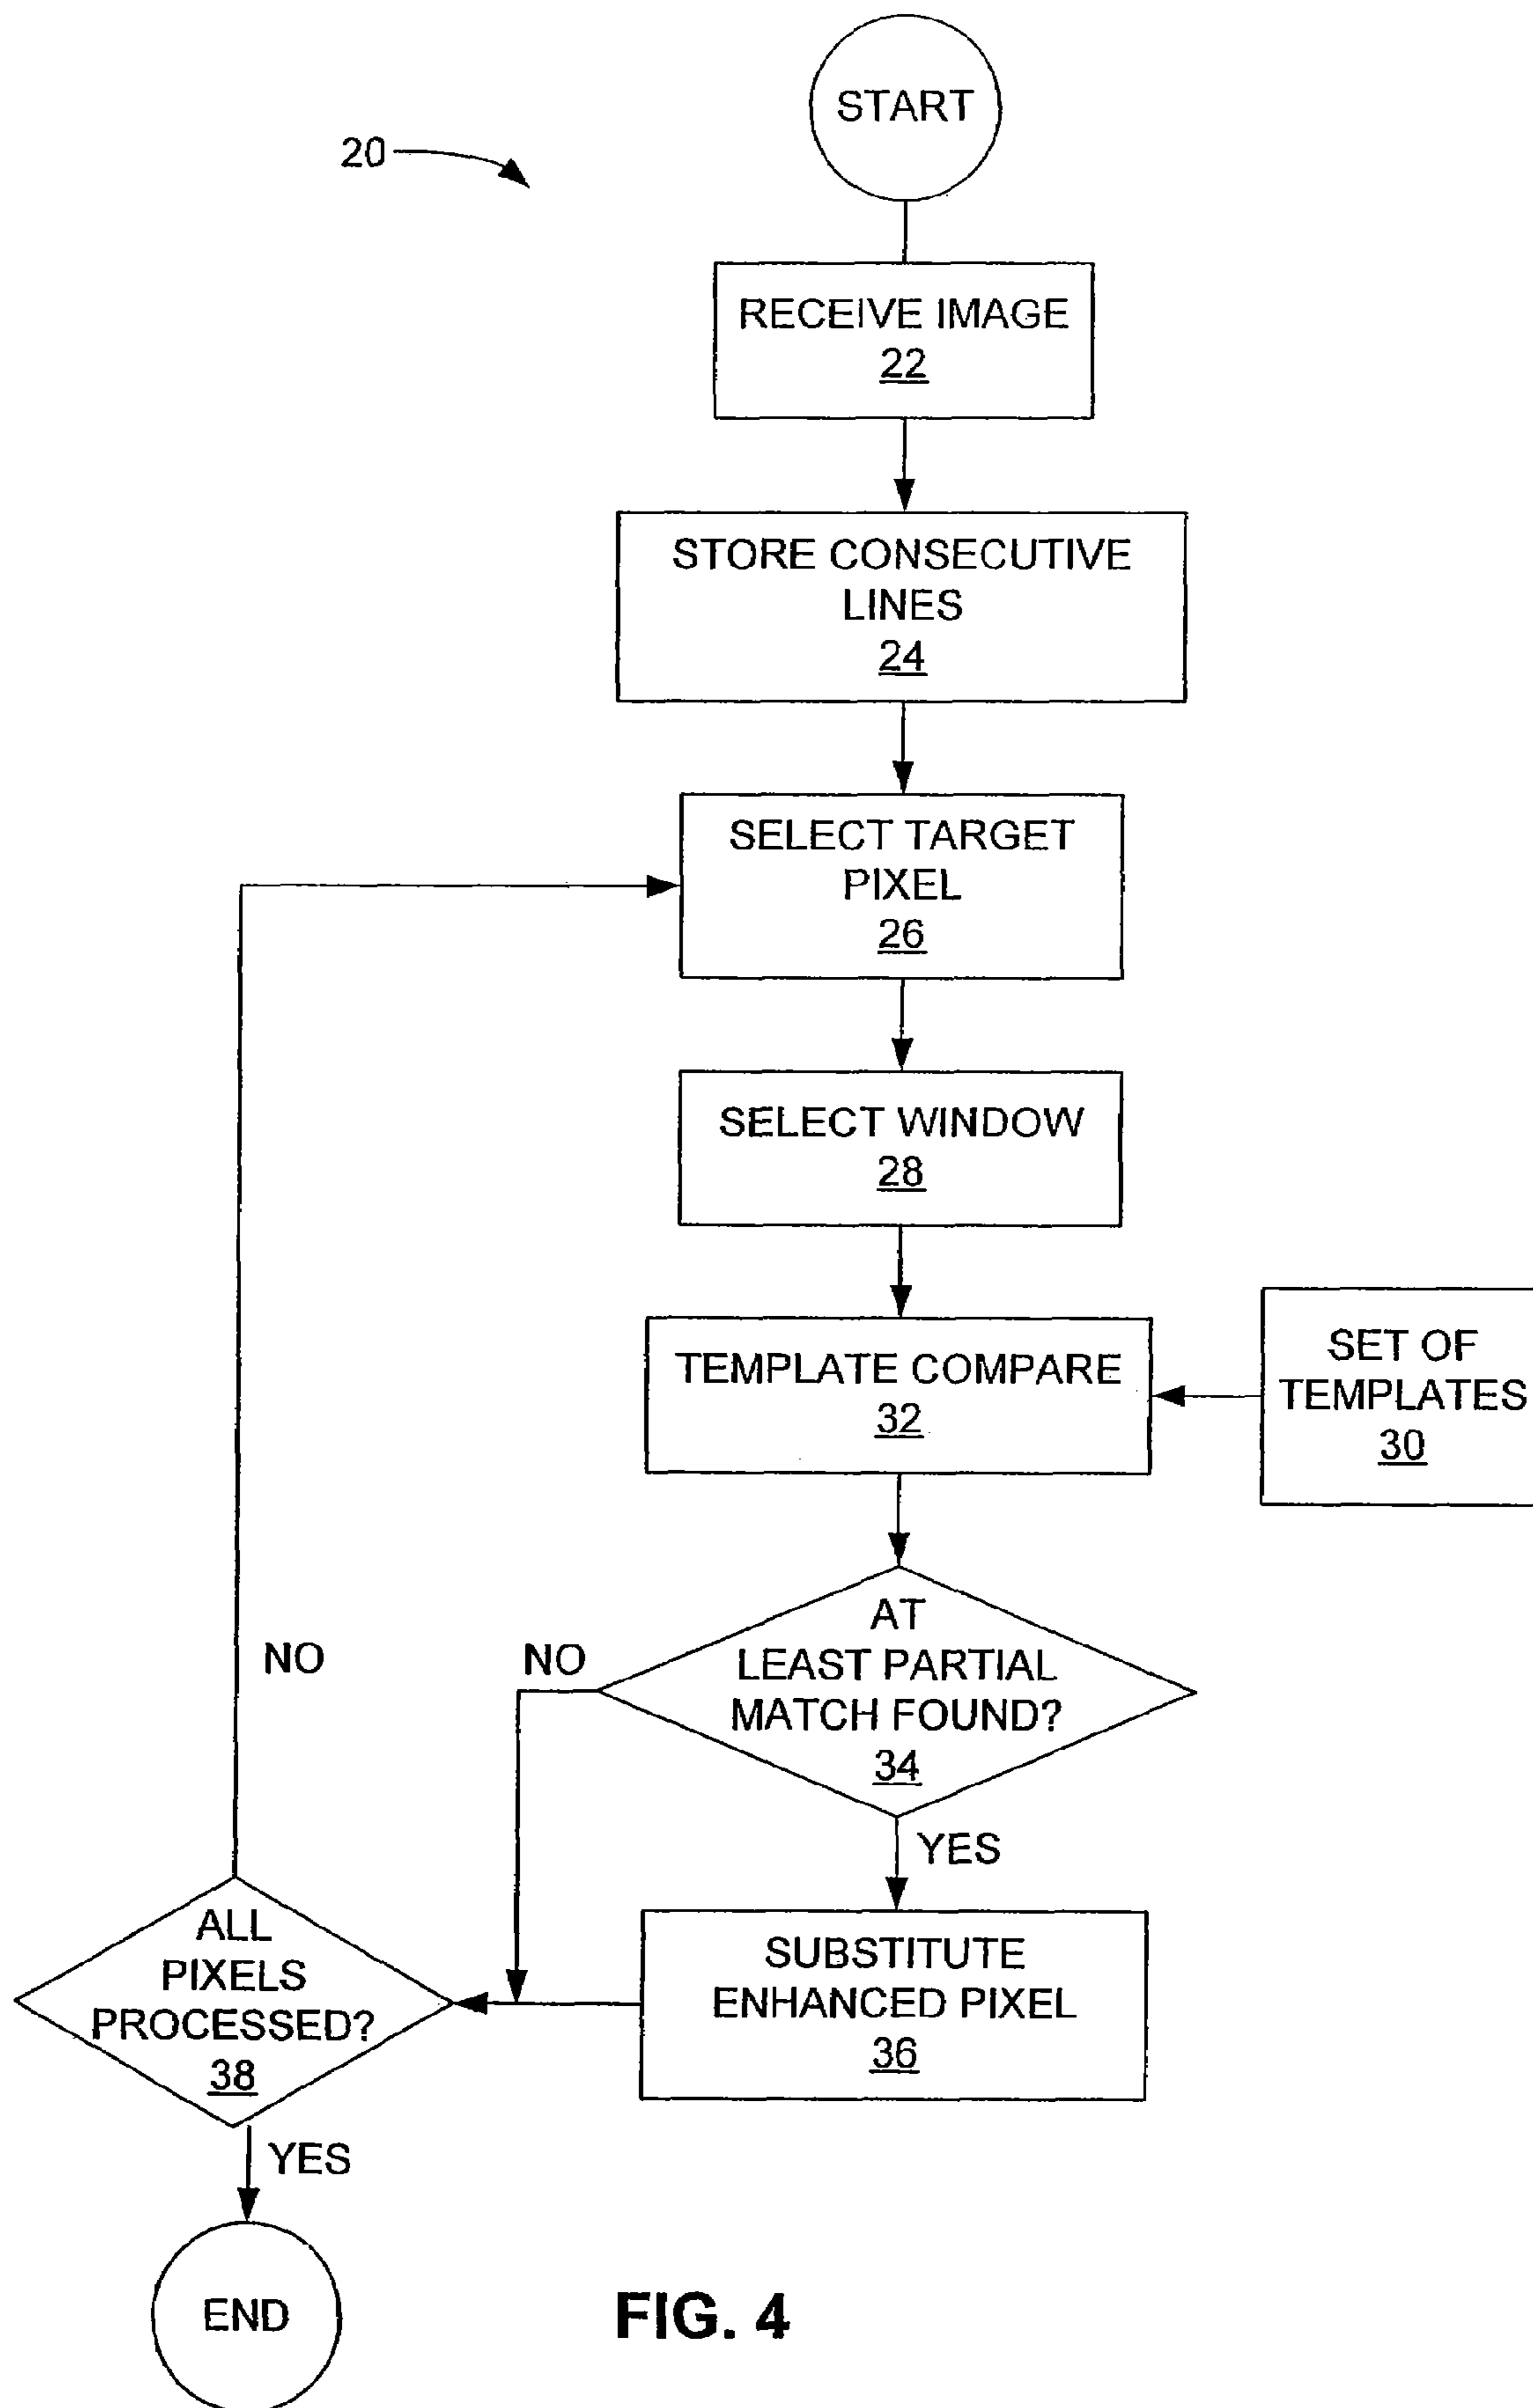 START
20
RECEIVE IMAGE
22
STORE CONSECUTIVE
LINES
24
SELECT TARGET
PIXEL
26
SELECT WINDOW
28
TEMPLATE COMPARE
32
SET OF
TEMPLATES
30
AT
LEAST PARTIAL
MATCH FOUND?
34
NO
NO
YES
SUBSTITUTE
ENHANCED PIXEL
36
ALL
PIXELS
PROCESSED?
38
YES
END
FIG. 4